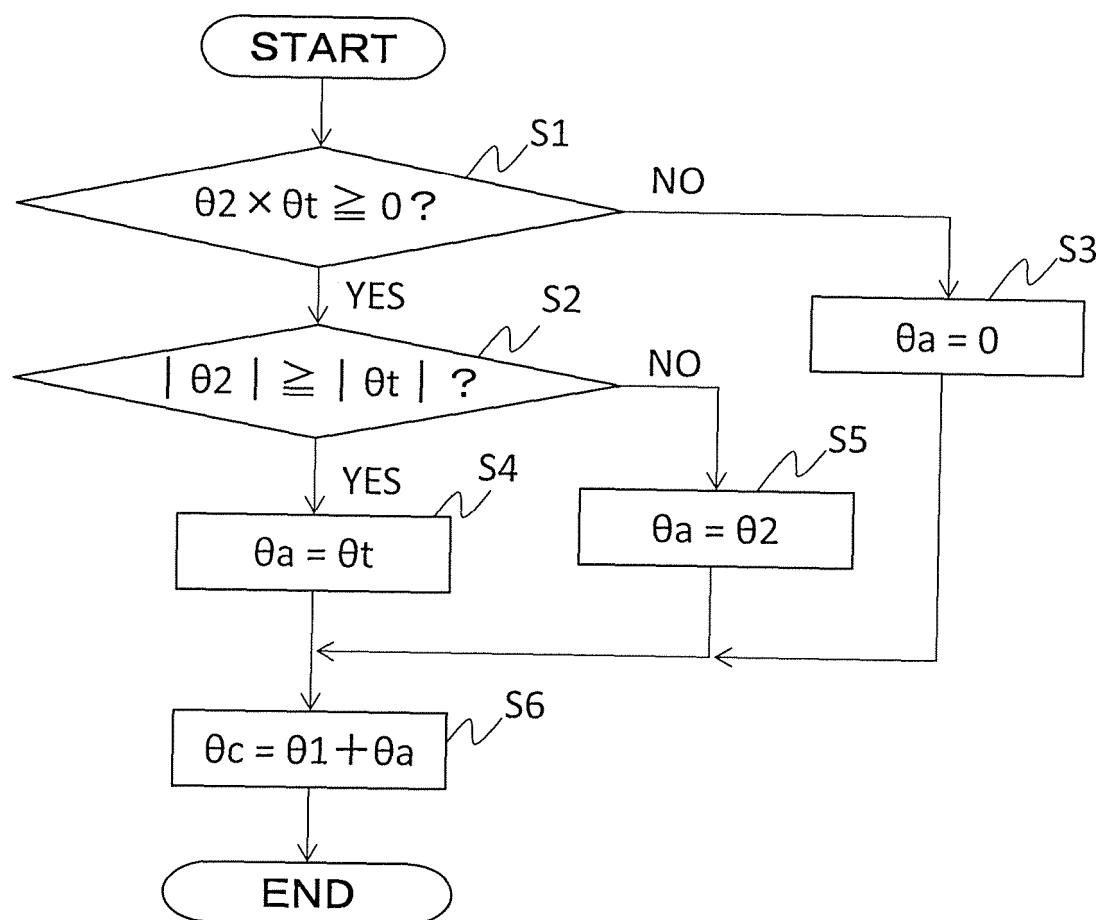 START
S1
θ2 × θt ≧ 0 ?
NO
YES
S3
θa = 0
S2
| θ2 | ≧ | θt | ?
NO
YES
S4
θa = θt
S5
θa = θ2
S6
θc = θ1 + θa
END